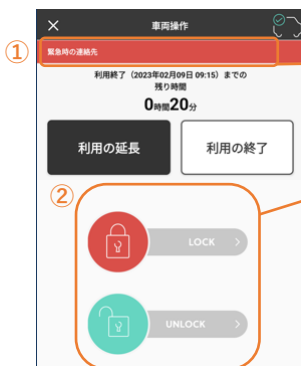 車両操作
①
緊急時の連絡先
利用終了（2023年02月09日 09:15）までの
残り時間
0時間20分
利用の延長
利用の終了
②
LOCK
UNLOCK